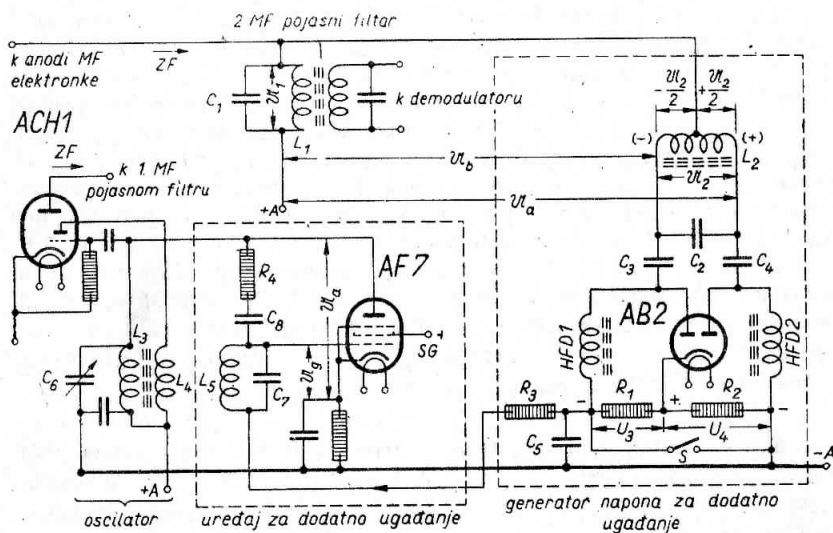 2 MF pojasni filtar
k anodi MF
elektronke
ZF
ACH1
ZF
k 1. MF
pojasnom filtru
C₁
𝔘₁
L₁
k demodulatoru
+A
-𝔘₂/2
+𝔘₂/2
(-)
(+)
L₂
𝔘₂
𝔘b
𝔘a
C₃
C₂
C₄
AB2
HFD1
HFD2
R₄
C₈
AF7
𝔘a
SG
+
L₃
L₄
L₅
C₆
C₇
𝔘g
R₃
-
R₁
+
R₂
-
C₅
U₃
U₄
S
-A
+A
oscilator
uređaj za dodatno ugađanje
generator napona za dodatno
ugađanje